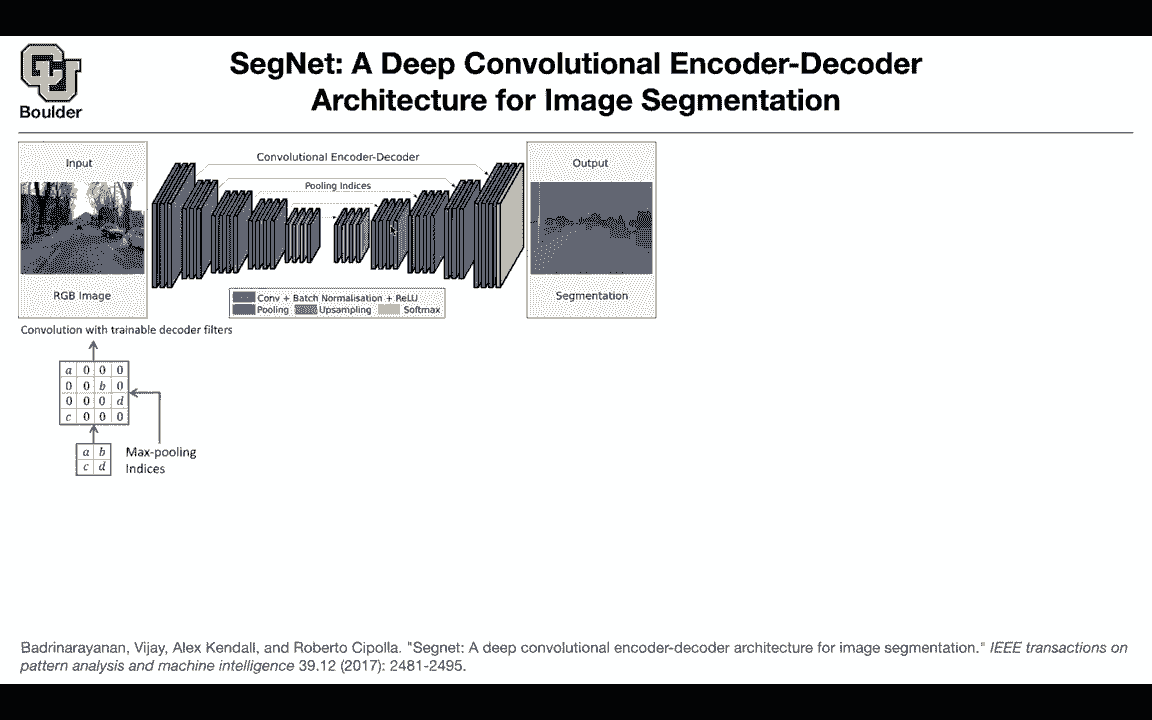 Boulder
SegNet: A Deep Convolutional Encoder-Decoder
Architecture for Image Segmentation
Input
RGB Image
Convolutional Encoder-Decoder
Pooling Indices
Conv + Batch Normalisation + ReLU
Pooling Upsampling Softmax
Output
Segmentation
Convolution with trainable decoder filters
a 0 0 0
0 0 b 0
0 0 0 d
c 0 0 0
a b
c d
Max-pooling
Indices
Badrinarayanan, Vijay, Alex Kendall, and Roberto Cipolla. "Segnet: A deep convolutional encoder-decoder architecture for image segmentation." IEEE transactions on
pattern analysis and machine intelligence 39.12 (2017): 2481-2495.